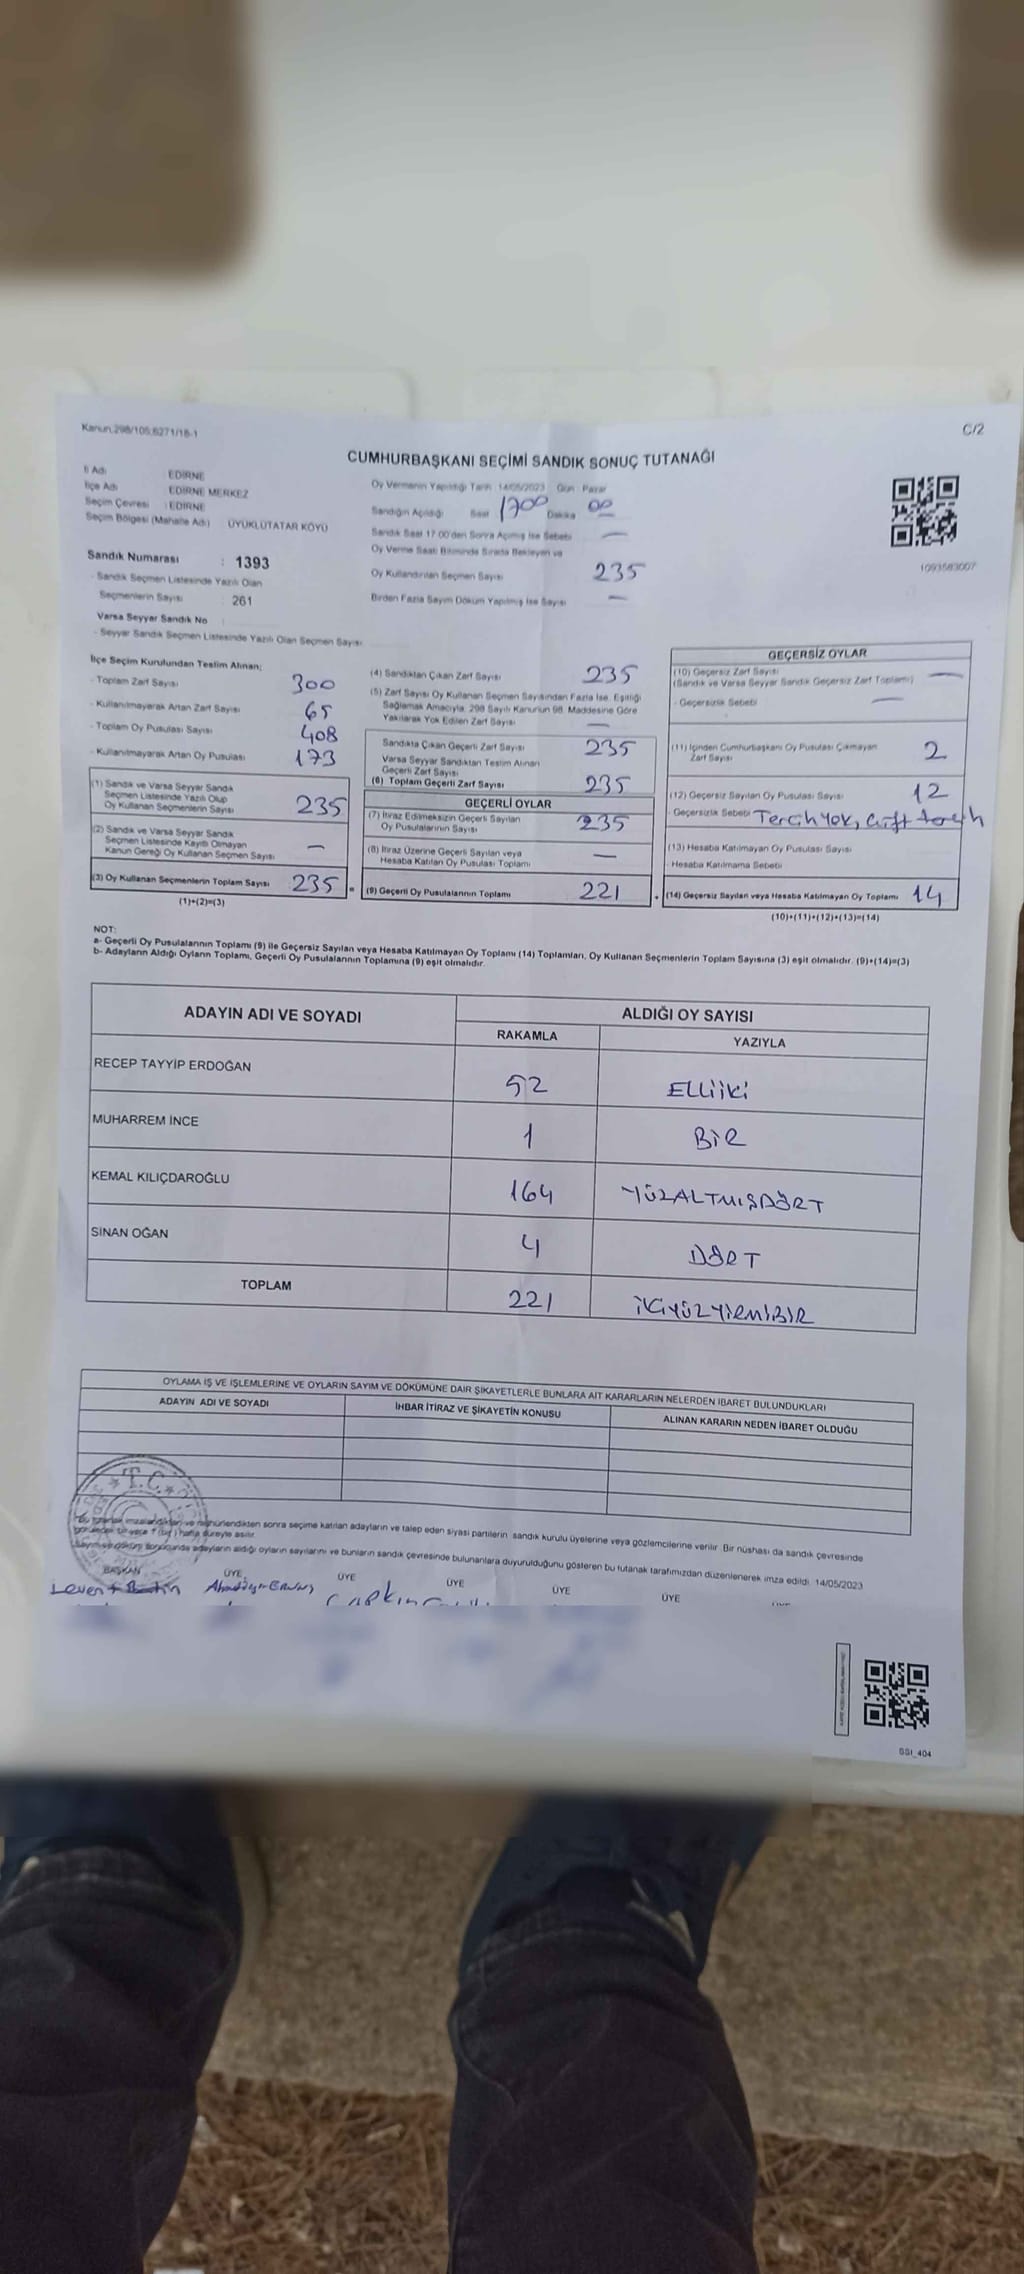 Kanun:298/105;6271/16-1
C/2
CUMHURBAŞKANI SEÇİMİ SANDIK SONUÇ TUTANAĞI
İl Adı : EDİRNE
İlçe Adı : EDİRNE MERKEZ
Seçim Çevresi : EDİRNE
Seçim Bölgesi (Mahalle Adı) ÜYÜKLÜTATAR KÖYÜ
Oy Vermenin Yapıldığı Tarih :14/05/2023 Gün : Pazar
Sandığın Açıldığı Saat 1700 Dakika 00
Sandık Saat 17.00'den Sonra Açılmış İse Sebebi —
Oy Verme Saati Bitiminde Sırada Bekleyen ve
Oy Kullandırılan Seçmen Sayısı 235
Birden Fazla Sayım Döküm Yapılmış İse Sayısı —
1093583007
Sandık Numarası : 1393
- Sandık Seçmen Listesinde Yazılı Olan
Seçmenlerin Sayısı : 261
Varsa Seyyar Sandık No
- Seyyar Sandık Seçmen Listesinde Yazılı Olan Seçmen Sayısı
İlçe Seçim Kurulundan Teslim Alınan;
- Toplam Zarf Sayısı 300
- Kullanılmayarak Artan Zarf Sayısı 65
- Toplam Oy Pusulası Sayısı 408
- Kullanılmayarak Artan Oy Pusulası 173
(1) Sandık ve Varsa Seyyar Sandık
Seçmen Listesinde Yazılı Olup
Oy Kullanan Seçmenlerin Sayısı 235
(2) Sandık ve Varsa Seyyar Sandık
Seçmen Listesinde Kayıtlı Olmayan
Kanun Gereği Oy Kullanan Seçmen Sayısı —
(3) Oy Kullanan Seçmenlerin Toplam Sayısı 235 =
(1)+(2)=(3)
(4) Sandıktan Çıkan Zarf Sayısı 235
(5) Zarf Sayısı Oy Kullanan Seçmen Sayısından Fazla İse, Eşitliği
Sağlamak Amacıyla, 298 Sayılı Kanunun 98. Maddesine Göre
Yakılarak Yok Edilen Zarf Sayısı —
Sandıkta Çıkan Geçerli Zarf Sayısı 235
Varsa Seyyar Sandıktan Teslim Alınan
Geçerli Zarf Sayısı
(6) Toplam Geçerli Zarf Sayısı 235
GEÇERLİ OYLAR
(7) İtiraz Edilmeksizin Geçerli Sayılan
Oy Pusulalarının Sayısı 235
(8) İtiraz Üzerine Geçerli Sayılan veya
Hesaba Katılan Oy Pusulası Toplamı —
(9) Geçerli Oy Pusulalarının Toplamı 221 +
GEÇERSİZ OYLAR
(10) Geçersiz Zarf Sayısı
(Sandık ve Varsa Seyyar Sandık Geçersiz Zarf Toplamı) —
- Geçersizlik Sebebi —
(11) İçinden Cumhurbaşkanı Oy Pusulası Çıkmayan
Zarf Sayısı 2
(12) Geçersiz Sayılan Oy Pusulası Sayısı 12
- Geçersizlik Sebebi Tercih yok, Çift tercih
(13) Hesaba Katılmayan Oy Pusulası Sayısı
- Hesaba Katılmama Sebebi
(14) Geçersiz Sayılan veya Hesaba Katılmayan Oy Toplamı 14
(10)+(11)+(12)+(13)=(14)
NOT:
a- Geçerli Oy Pusulalarının Toplamı (9) ile Geçersiz Sayılan veya Hesaba Katılmayan Oy Toplamı (14) Toplamları, Oy Kullanan Seçmenlerin Toplam Sayısına (3) eşit olmalıdır. (9)+(14)=(3)
b- Adayların Aldığı Oyların Toplamı, Geçerli Oy Pusulalarının Toplamına (9) eşit olmalıdır.
ADAYIN ADI VE SOYADI
ALDIĞI OY SAYISI
RAKAMLA YAZIYLA
RECEP TAYYİP ERDOĞAN 52 ELLİİKİ
MUHARREM İNCE 1 BİR
KEMAL KILIÇDAROĞLU 164 YÜZALTMIŞDÖRT
SİNAN OĞAN 4 DÖRT
TOPLAM 221 İKİYÜZYİRMİBİR
OYLAMA İŞ VE İŞLEMLERİNE VE OYLARIN SAYIM VE DÖKÜMÜNE DAİR ŞİKAYETLERLE BUNLARA AİT KARARLARIN NELERDEN İBARET BULUNDUKLARI
ADAYIN ADI VE SOYADI İHBAR İTİRAZ VE ŞİKAYETİN KONUSU ALINAN KARARIN NEDEN İBARET OLDUĞU
T.C.
Bu tutanak imzalandıktan ve mühürlendikten sonra seçime katılan adayların ve talep eden siyasi partilerin sandık kurulu üyelerine veya gözlemcilerine verilir. Bir nüshası da sandık çevresinde
görülebilir bir yere 1 (bir) hafta süreyle asılır.
Sayım ve döküm sonucunda adayların aldığı oyların sayılarını ve bunların sandık çevresinde bulunanlara duyurulduğunu gösteren bu tutanak tarafımızdan düzenlenerek imza edildi. 14/05/2023
BAŞKAN ÜYE ÜYE ÜYE ÜYE ÜYE
SSI_404